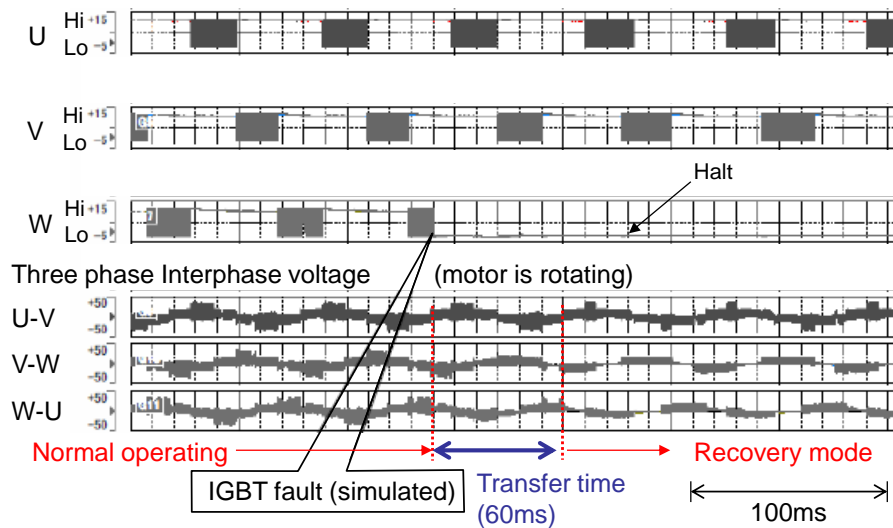 U Hi +15
Lo -5
V Hi +15
Lo -5
Halt
W Hi +15
Lo -5
Three phase Interphase voltage (motor is rotating)
U-V +50
-50
V-W +50
-50
W-U +50
-50
Normal operating
Recovery mode
IGBT fault (simulated)
Transfer time
(60ms)
100ms